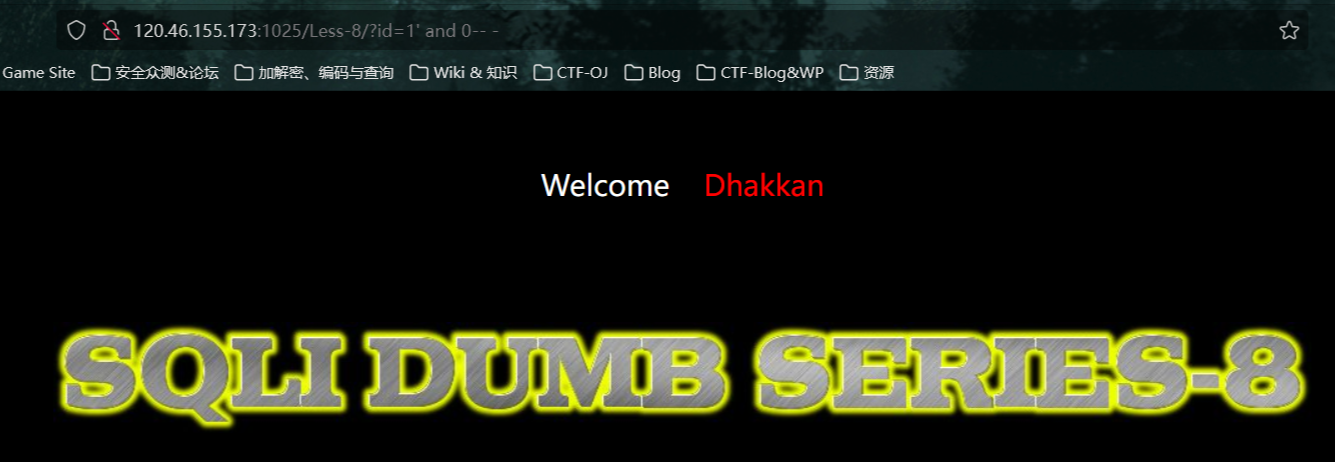 120.46.155.173:1025/Less-8/?id=1' and 0-- -
Game Site 安全众测&论坛 加解密、编码与查询 Wiki & 知识 CTF-OJ Blog CTF-Blog&WP 资源
Welcome Dhakkan
SQLI DUMB SERIES-8